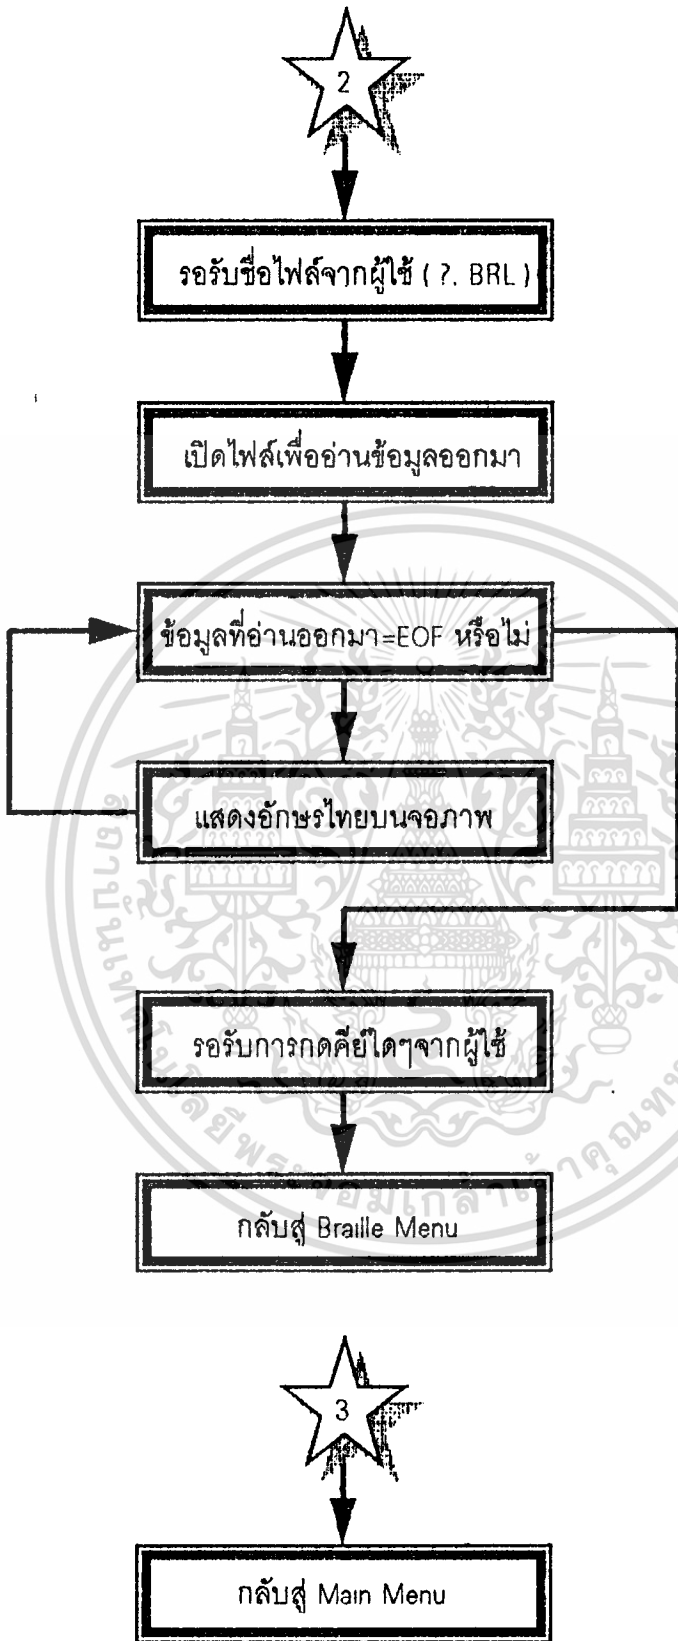 2
รอรับชื่อไฟล์จากผู้ใช้ ( ?. BRL )
เปิดไฟล์เพื่ออ่านข้อมูลออกมา
ข้อมูลที่อ่านออกมา=EOF หรือไม่
แสดงอักษรไทยบนจอภาพ
รอรับการกดคีย์ใดๆจากผู้ใช้
กลับสู่ Braille Menu
3
กลับสู่ Main Menu